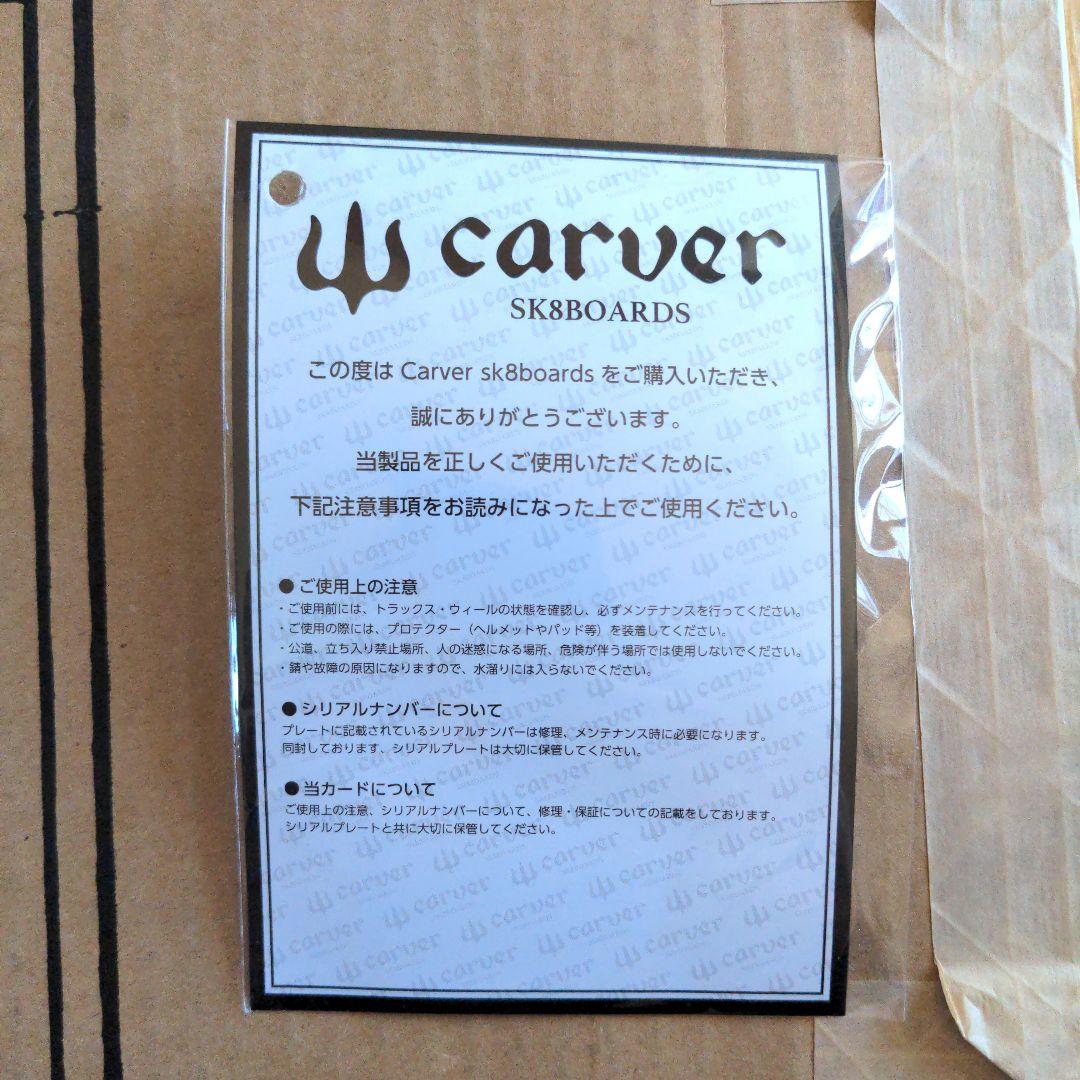 carver
SK8BOARDS
この度は Carver sk8boards をご購入いただき、
誠にありがとうございます。
当製品を正しくご使用いただくために、
下記注意事項をお読みになった上でご使用ください。
● ご使用上の注意
・ご使用前には、トラックス・ウィールの状態を確認し、必ずメンテナンスを行ってください。
・ご使用の際には、プロテクター（ヘルメットやパッド等）を装着してください。
・公道、立ち入り禁止場所、人の迷惑になる場所、危険が伴う場所では使用しないでください。
・錆や故障の原因になりますので、水溜りには入らないでください。
● シリアルナンバーについて
プレートに記載されているシリアルナンバーは修理、メンテナンス時に必要になります。
同封しております、シリアルプレートは大切に保管してください。
● 当カードについて
ご使用上の注意、シリアルナンバーについて、修理・保証についての記載をしております。
シリアルプレートと共に大切に保管してください。